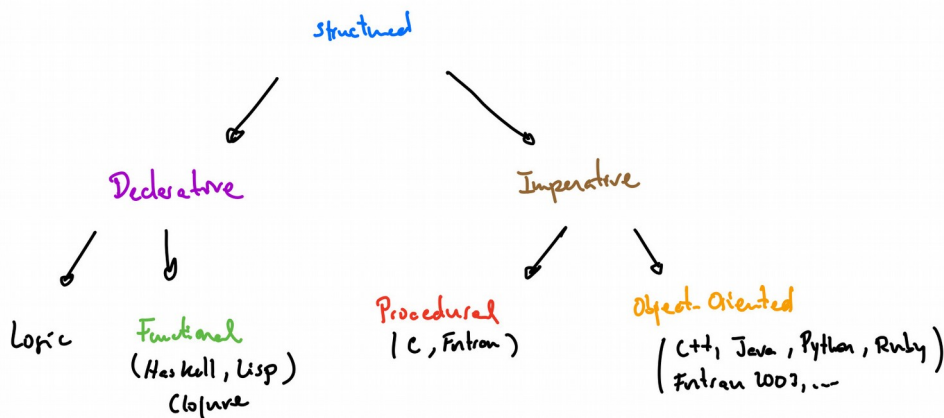 Structured
Declarative
Imperative
Logic
Functional
(Haskell, Lisp)
Clojure
Procedural
(C, Fortran)
Object-Oriented
(C++, Java, Python, Ruby)
Fortran 2003, ...